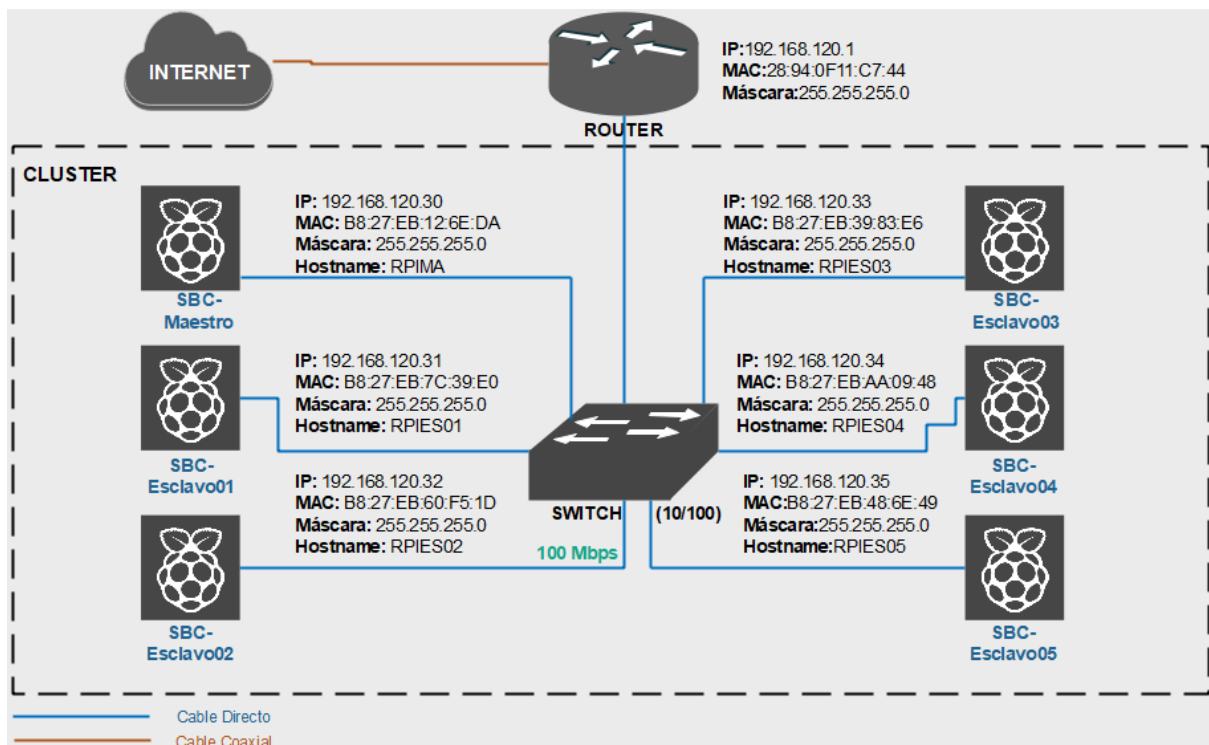 INTERNET
IP:192.168.120.1
MAC:28:94:0F11:C7:44
Máscara:255.255.255.0
ROUTER
CLUSTER
IP: 192.168.120.30
MAC: B8:27:EB:12:6E:DA
Máscara: 255.255.255.0
Hostname: RPIMA
SBC-
Maestro
IP: 192.168.120.33
MAC: B8:27:EB:39:83:E6
Máscara: 255.255.255.0
Hostname: RPIES03
SBC-
Esclavo03
IP: 192.168.120.31
MAC: B8:27:EB:7C:39:E0
Máscara: 255.255.255.0
Hostname: RPIES01
SBC-
Esclavo01
IP: 192.168.120.34
MAC: B8:27:EB:AA:09:48
Máscara: 255.255.255.0
Hostname: RPIES04
SBC-
Esclavo04
IP: 192.168.120.32
MAC: B8:27:EB:60:F5:1D
Máscara: 255.255.255.0
Hostname: RPIES02
SBC-
Esclavo02
SWITCH (10/100)
100 Mbps
IP: 192.168.120.35
MAC:B8:27:EB:48:6E:49
Máscara:255.255.255.0
Hostname:RPIES05
SBC-
Esclavo05
Cable Directo
Cable Coaxial